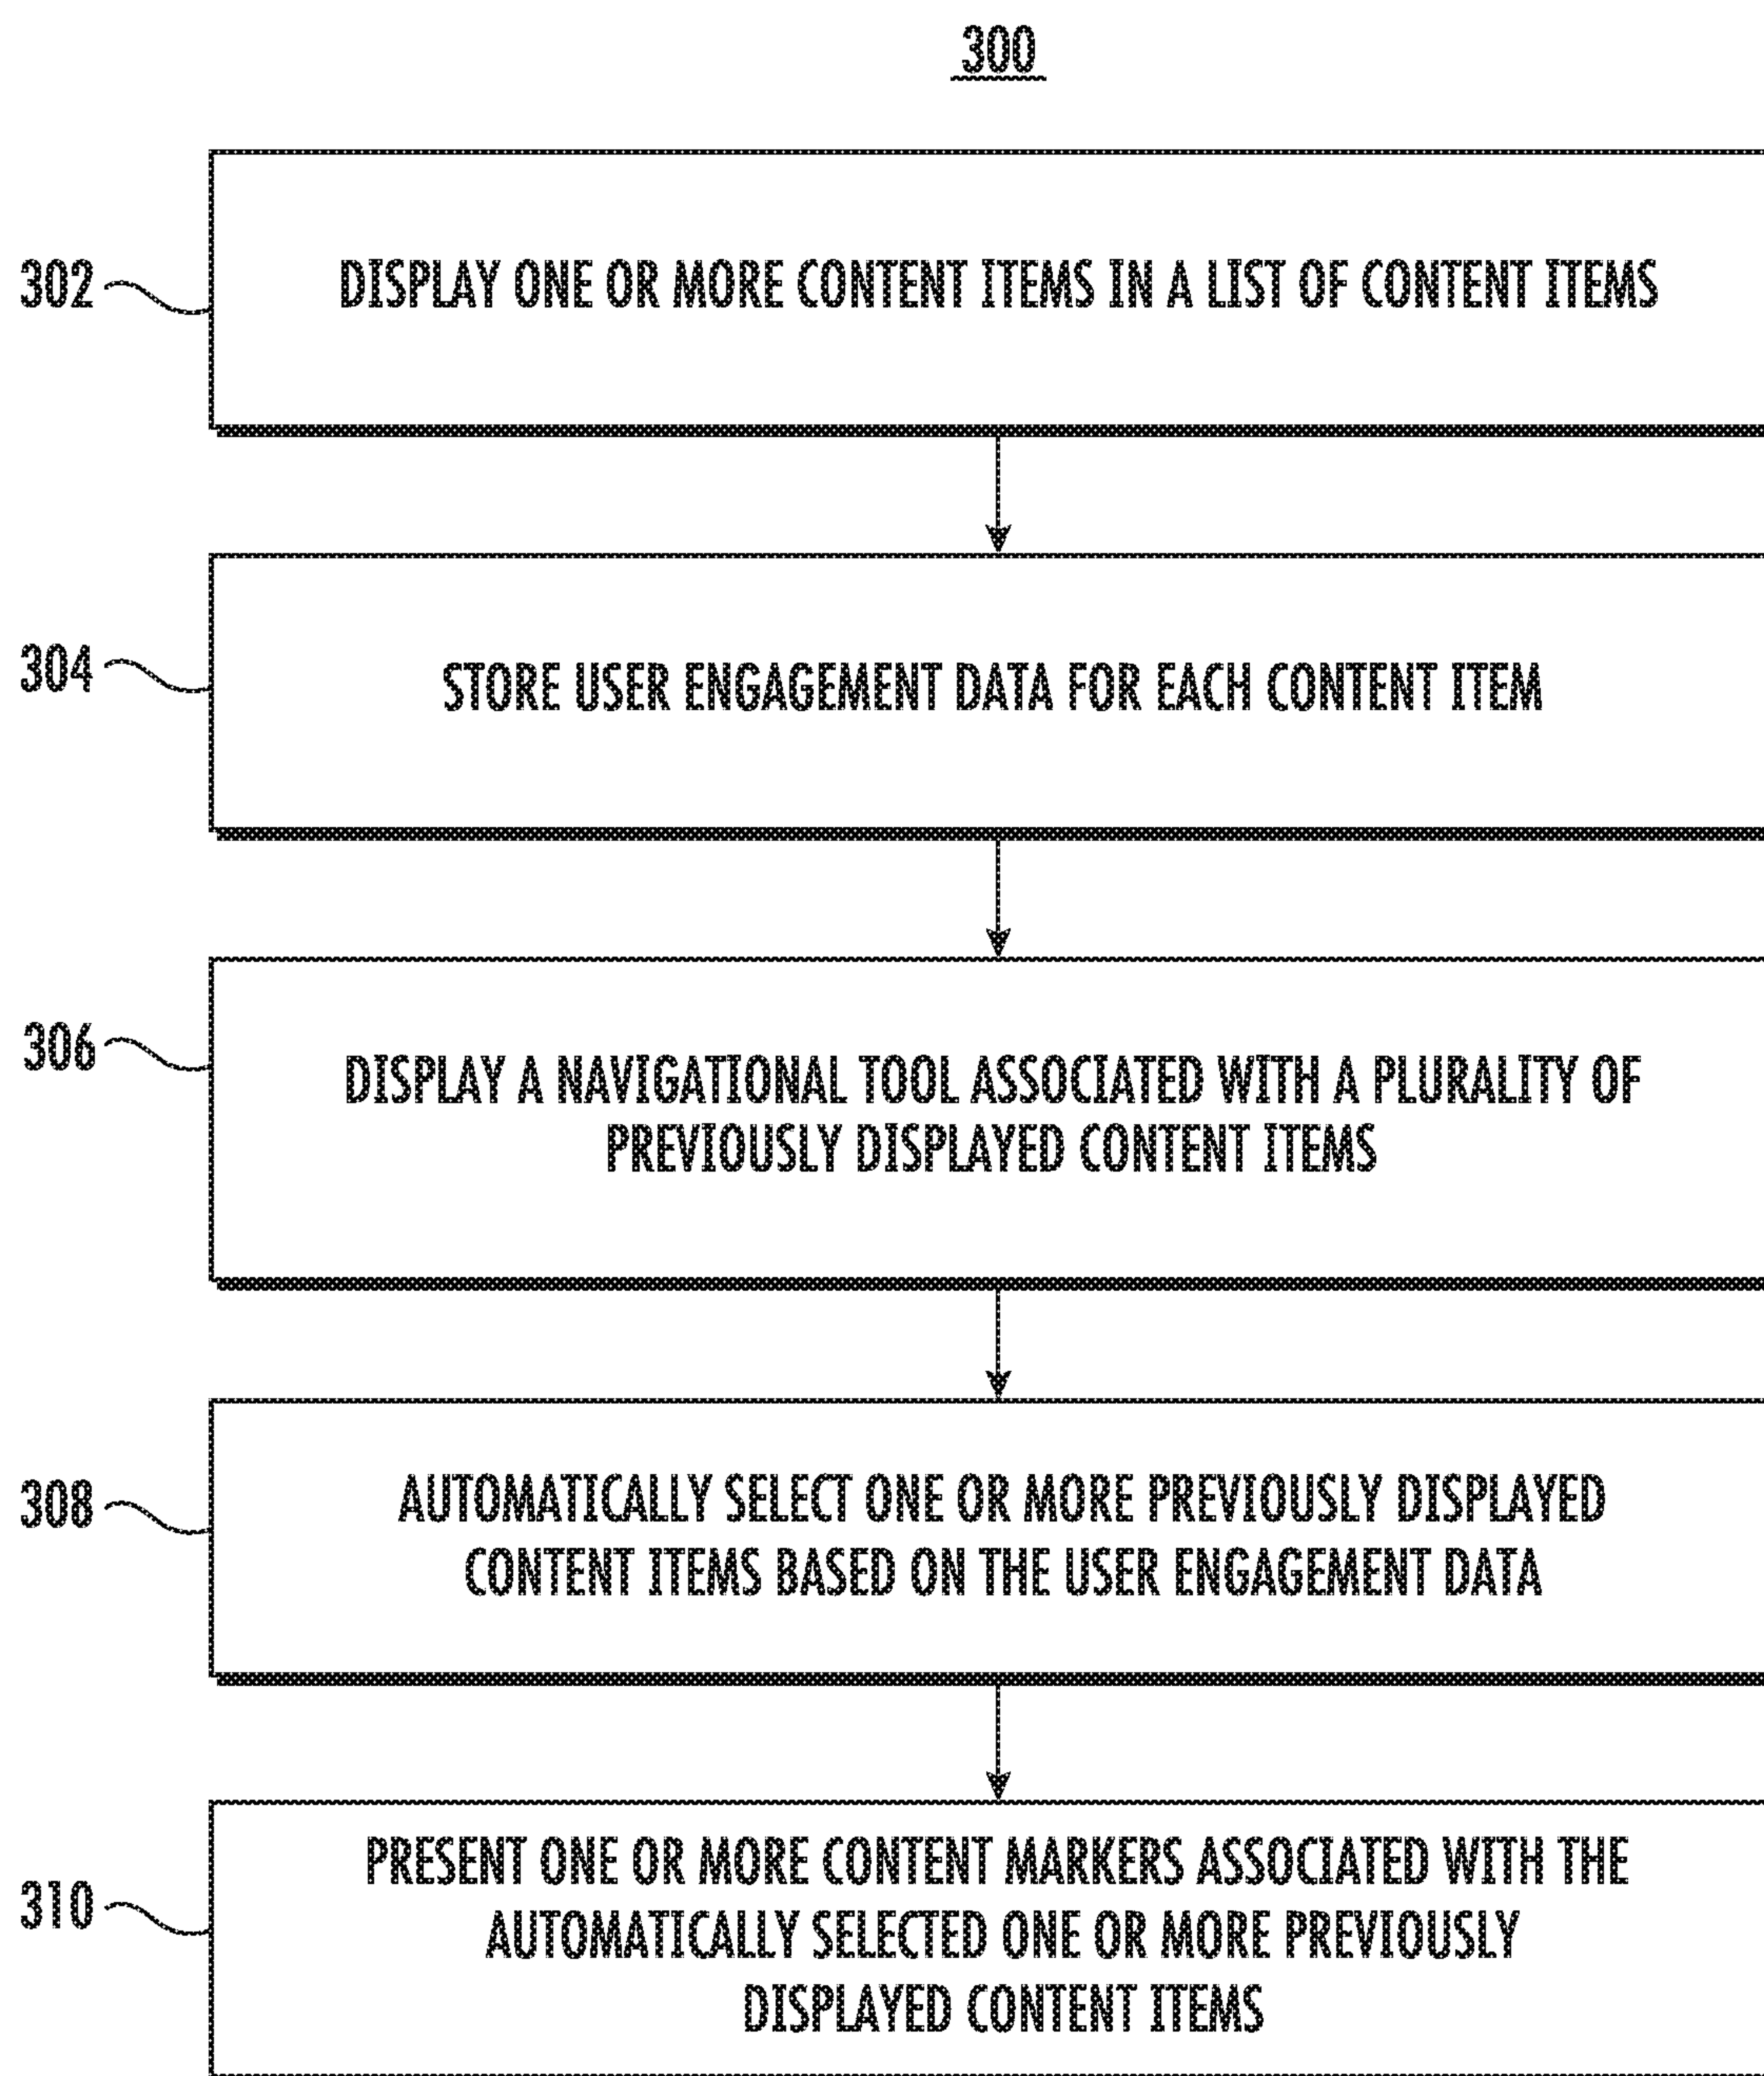 300
302
DISPLAY ONE OR MORE CONTENT ITEMS IN A LIST OF CONTENT ITEMS
304
STORE USER ENGAGEMENT DATA FOR EACH CONTENT ITEM
306
DISPLAY A NAVIGATIONAL TOOL ASSOCIATED WITH A PLURALITY OF
PREVIOUSLY DISPLAYED CONTENT ITEMS
308
AUTOMATICALLY SELECT ONE OR MORE PREVIOUSLY DISPLAYED
CONTENT ITEMS BASED ON THE USER ENGAGEMENT DATA
310
PRESENT ONE OR MORE CONTENT MARKERS ASSOCIATED WITH THE
AUTOMATICALLY SELECTED ONE OR MORE PREVIOUSLY
DISPLAYED CONTENT ITEMS